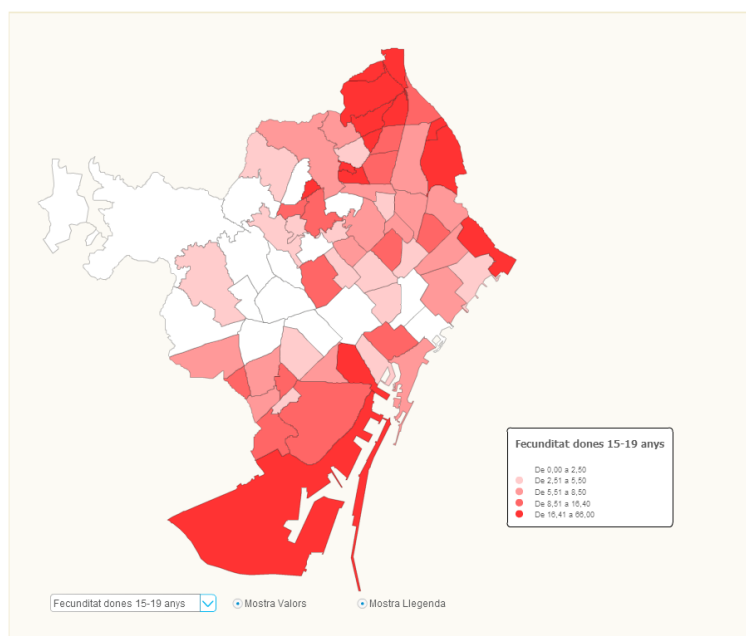 Fecunditat dones 15-19 anys
De 0,00 a 2,50
De 2,51 a 5,50
De 5,51 a 8,50
De 8,51 a 16,40
De 16,41 a 66,00
Fecunditat dones 15-19 anys Mostra Valors Mostra Llegenda